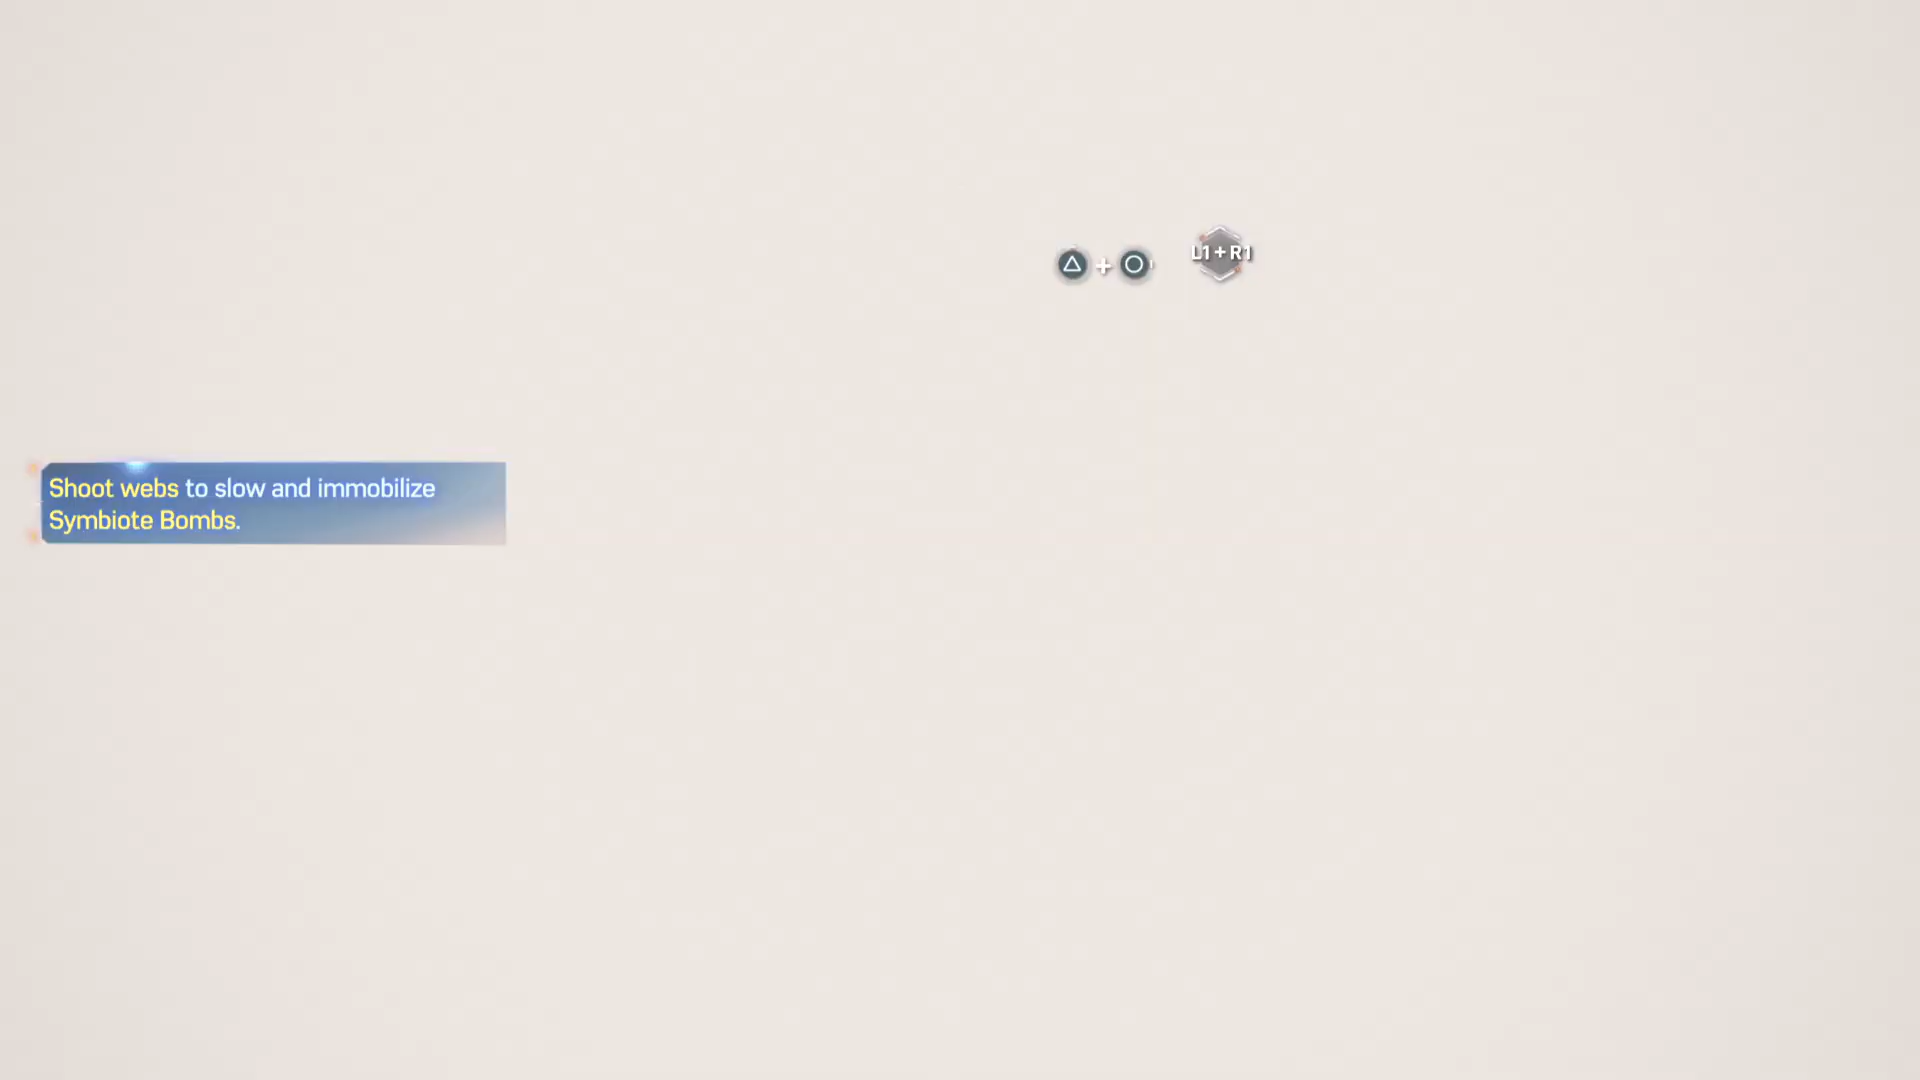 +
L1 + R1
Shoot webs to slow and immobilize
Symbiote Bombs.